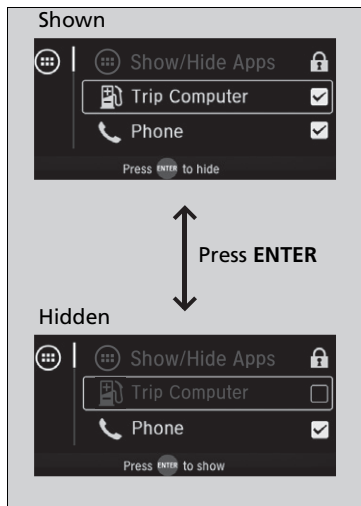 Shown
Show/Hide Apps
Trip Computer
Phone
Press ENTER to hide
Press ENTER
Hidden
Show/Hide Apps
Trip Computer
Phone
Press ENTER to show